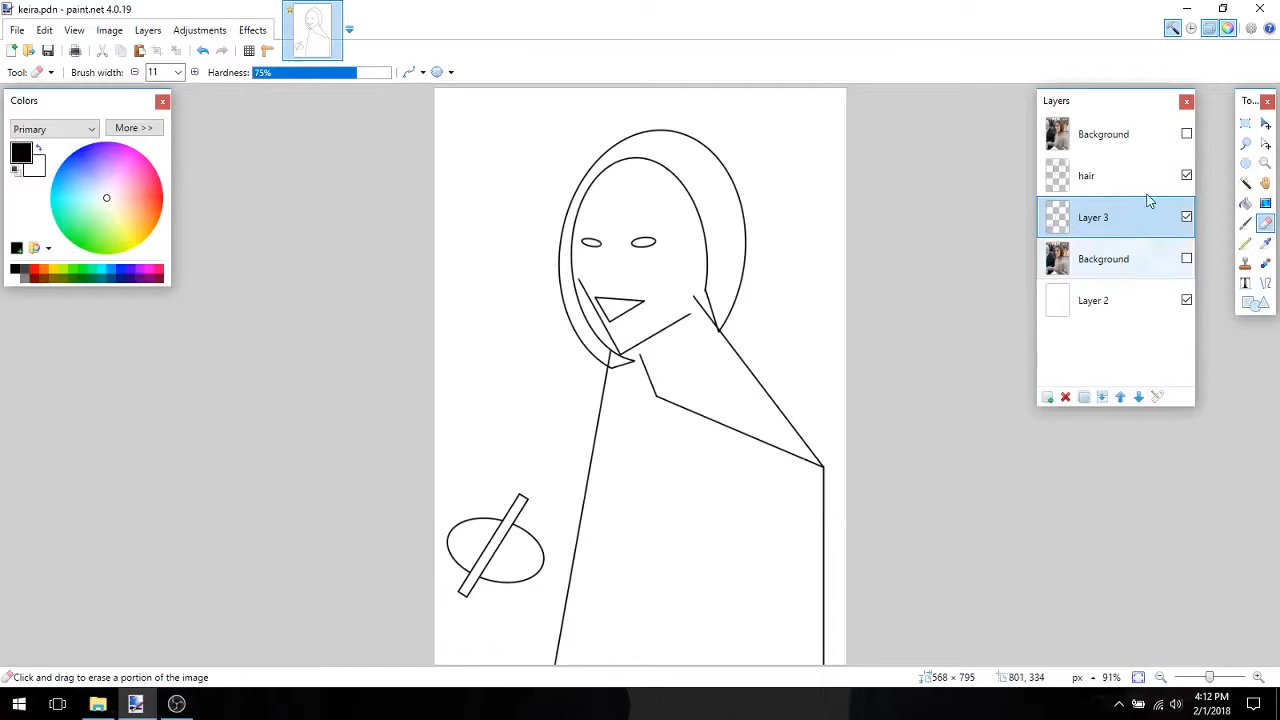 keira.pdn - paint.net 4.0.19
File Edit View Image Layers Adjustments Effects
Tool: Brush width: 11 Hardness: 75%
Colors
Primary More >>
Layers
Background
hair
Layer 3
Background
Layer 2
To...
Click and drag to erase a portion of the image 568 × 795 801, 334 px 91%
4:12 PM
2/1/2018